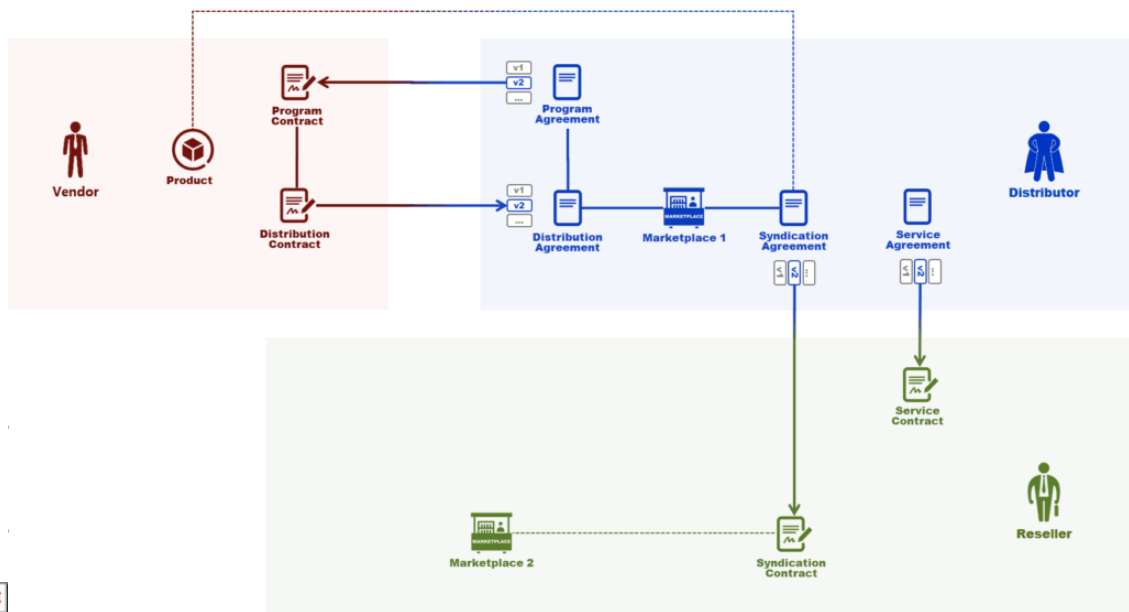 v1
v2
...
Program
Contract
Program
Agreement
Vendor
Product
Distributor
v1
v2
...
MARKETPLACE
Distribution
Contract
Distribution
Agreement
Marketplace 1
Syndication
Agreement
Service
Agreement
v1
v2
...
v1
v2
...
Service
Contract
MARKETPLACE
Reseller
Marketplace 2
Syndication
Contract